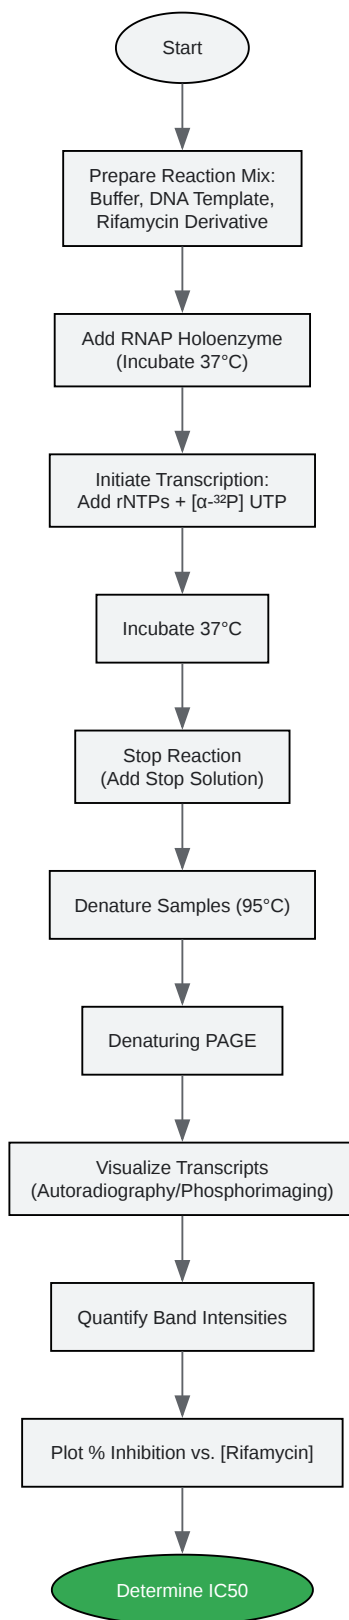 Start
Prepare Reaction Mix:
Buffer, DNA Template,
Rifamycin Derivative
Add RNAP Holoenzyme
(Incubate 37°C)
Initiate Transcription:
Add rNTPs + [α-³²P] UTP
Incubate 37°C
Stop Reaction
(Add Stop Solution)
Denature Samples (95°C)
Denaturing PAGE
Visualize Transcripts
(Autoradiography/Phosphorimaging)
Quantify Band Intensities
Plot % Inhibition vs. [Rifamycin]
Determine IC50